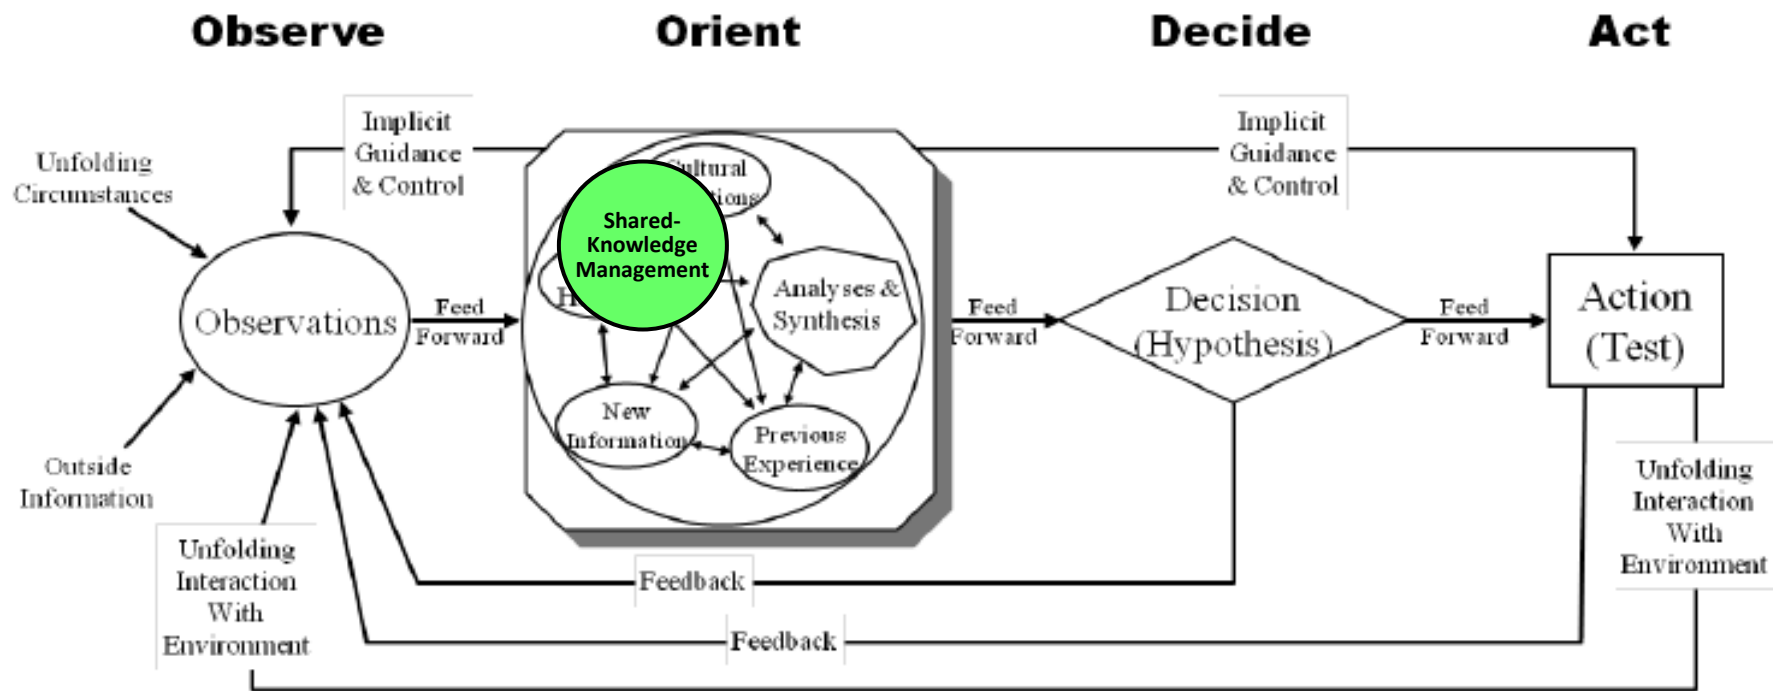 Observe
Orient
Decide
Act
Unfolding
Circumstances
Outside
Information
Observations
Implicit
Guidance
& Control
Feed
Forward
Shared-
Knowledge
Management
Analyses &
Synthesis
New
Information
Previous
Experience
Feed
Forward
Decision
(Hypothesis)
Implicit
Guidance
& Control
Feed
Forward
Action
(Test)
Unfolding
Interaction
With
Environment
Feedback
Feedback
Unfolding
Interaction
With
Environment